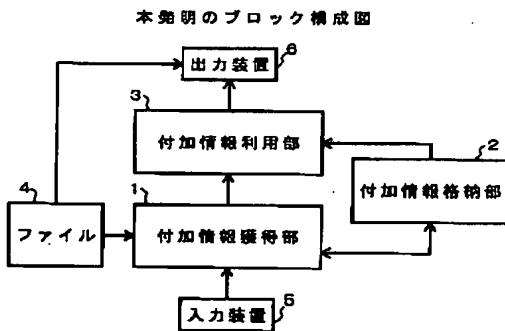 本発明のブロック構成図
6
出力装置
3
付加情報利用部
2
付加情報格納部
1
付加情報獲得部
4
ファイル
5
入力装置